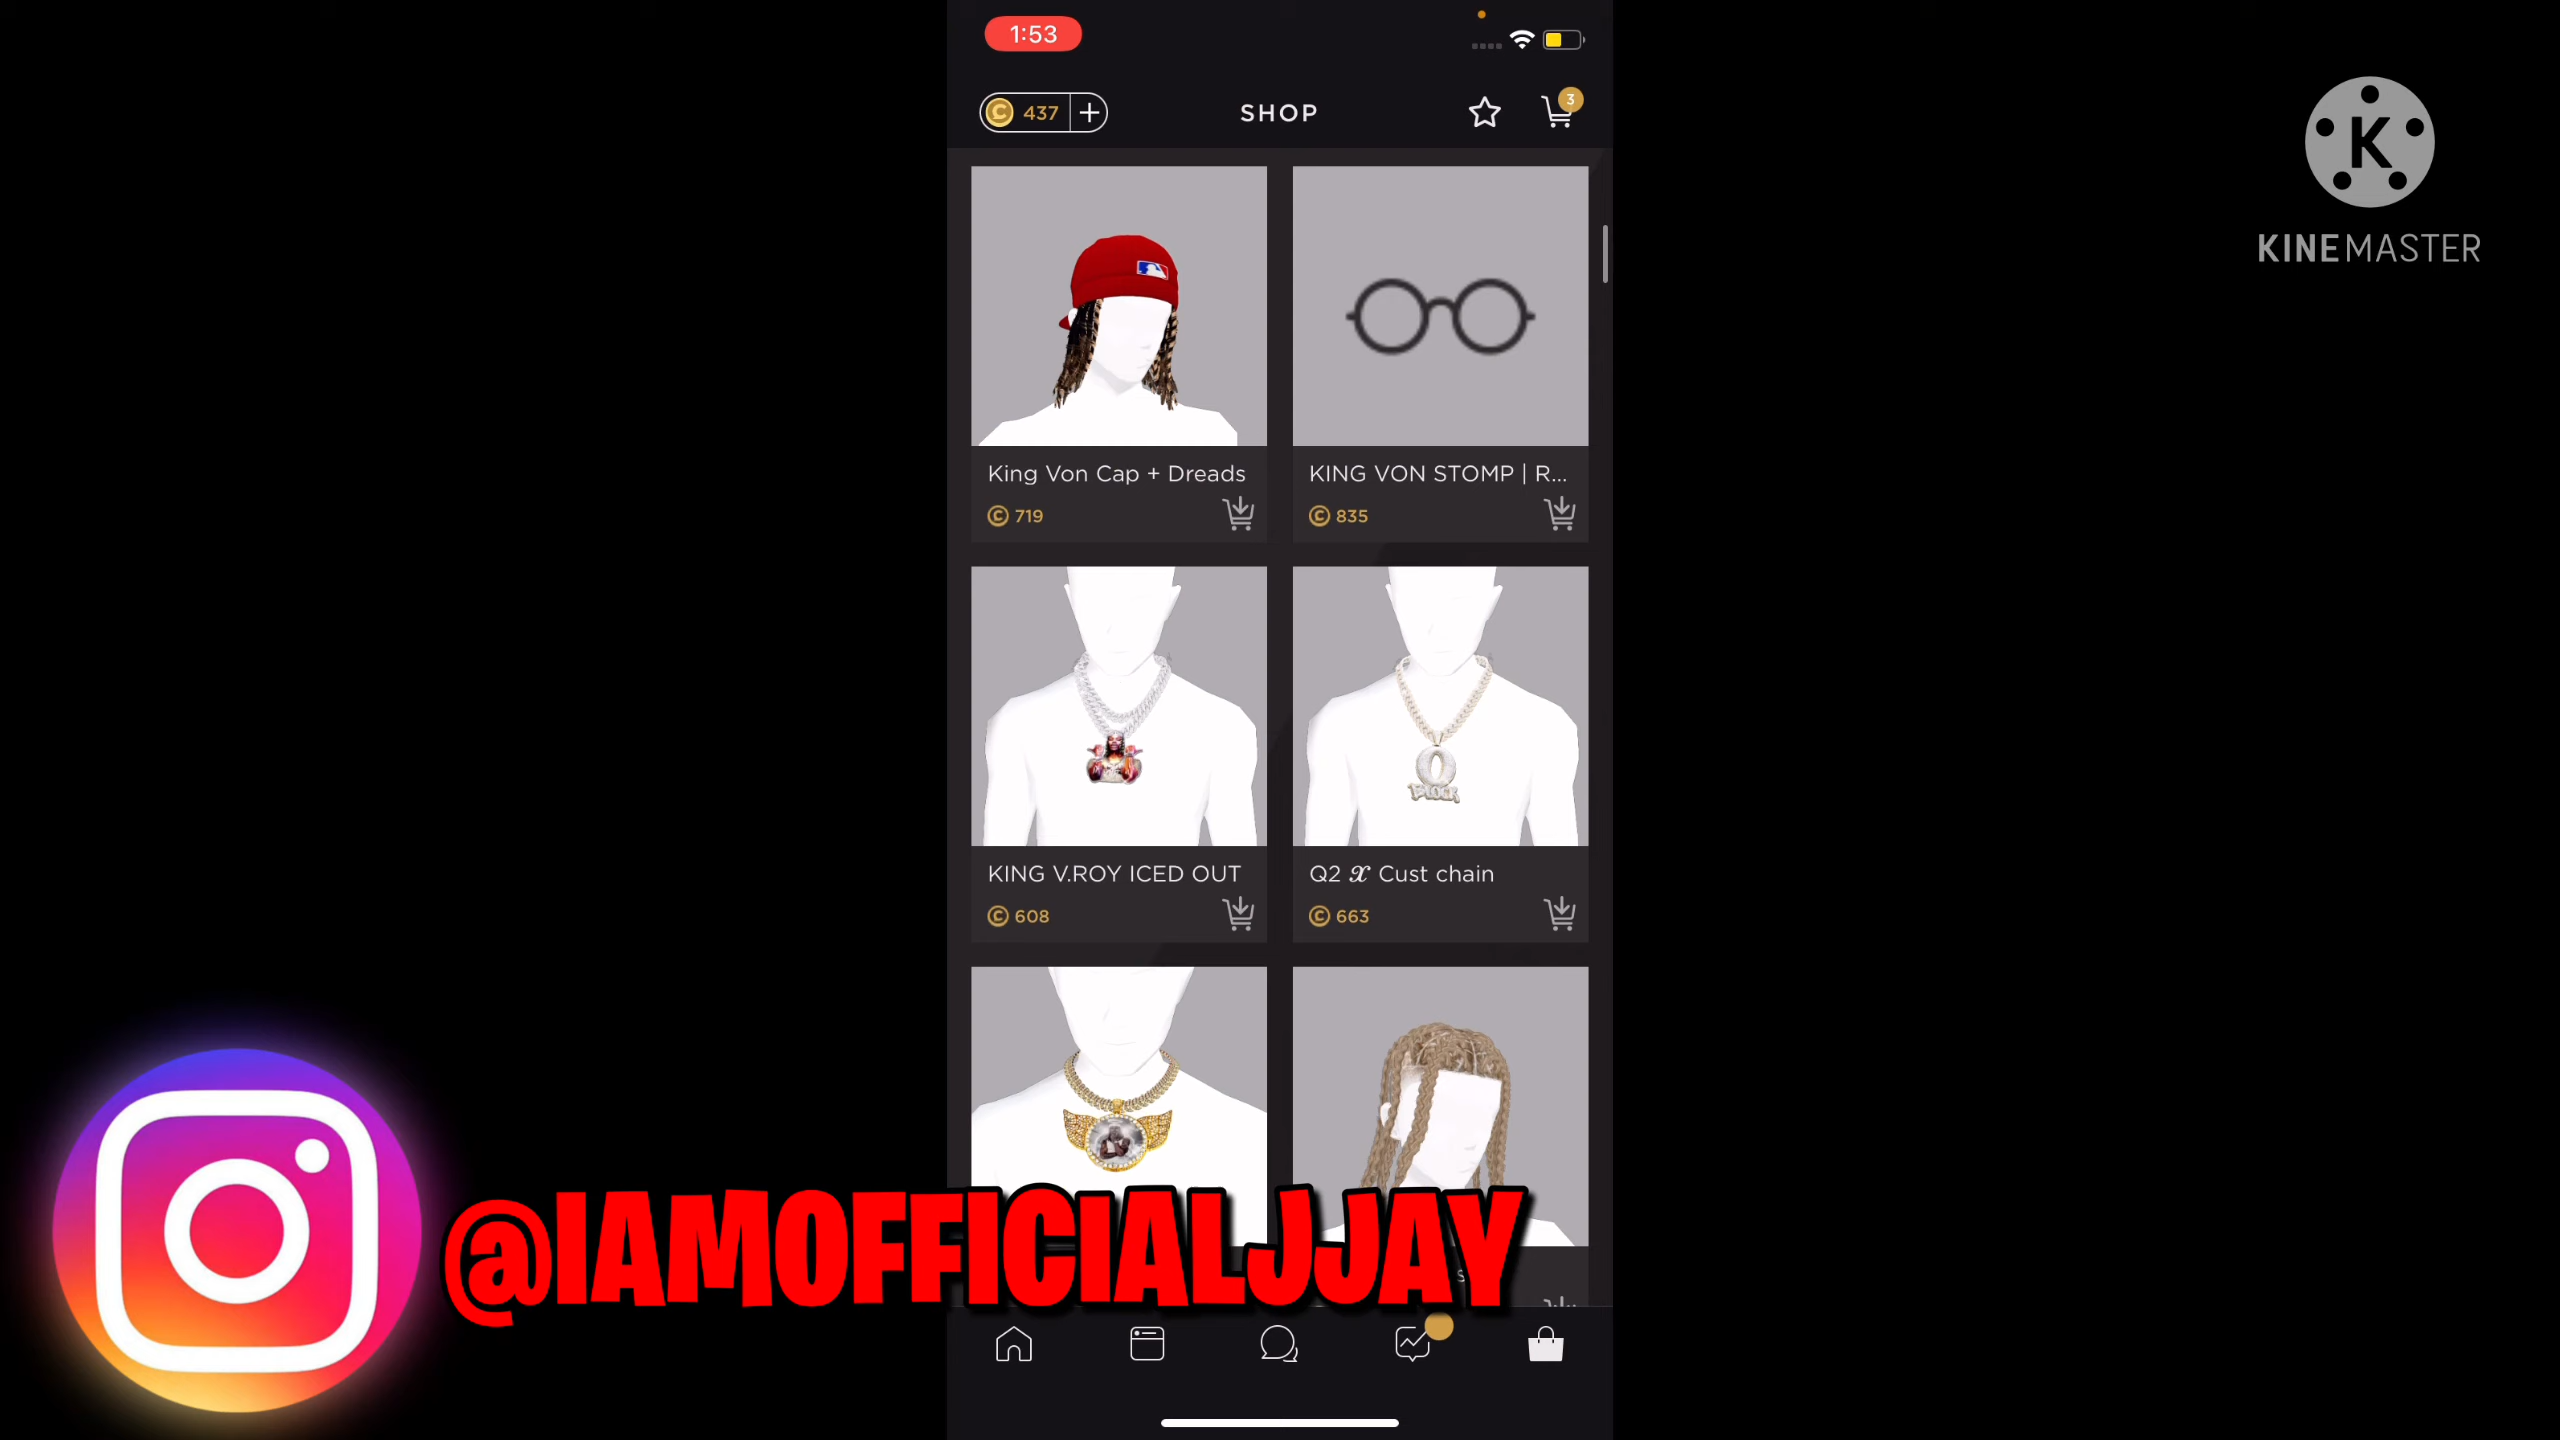 1:53
437
SHOP
3
K
KINEMASTER
King Von Cap + Dreads
719
KING VON STOMP | R...
835
O
BLOCK
KING V.ROY ICED OUT
608
Q2 𝓧 Cust chain
663
@IAMOFFICIALJJAY